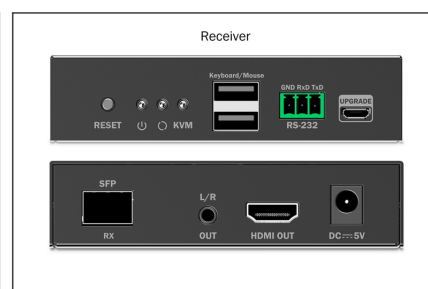 Receiver
Keyboard/Mouse
GND RxD TxD
UPGRADE
RESET
KVM
RS-232
SFP
L/R
RX
OUT
HDMI OUT
DC⎓5V